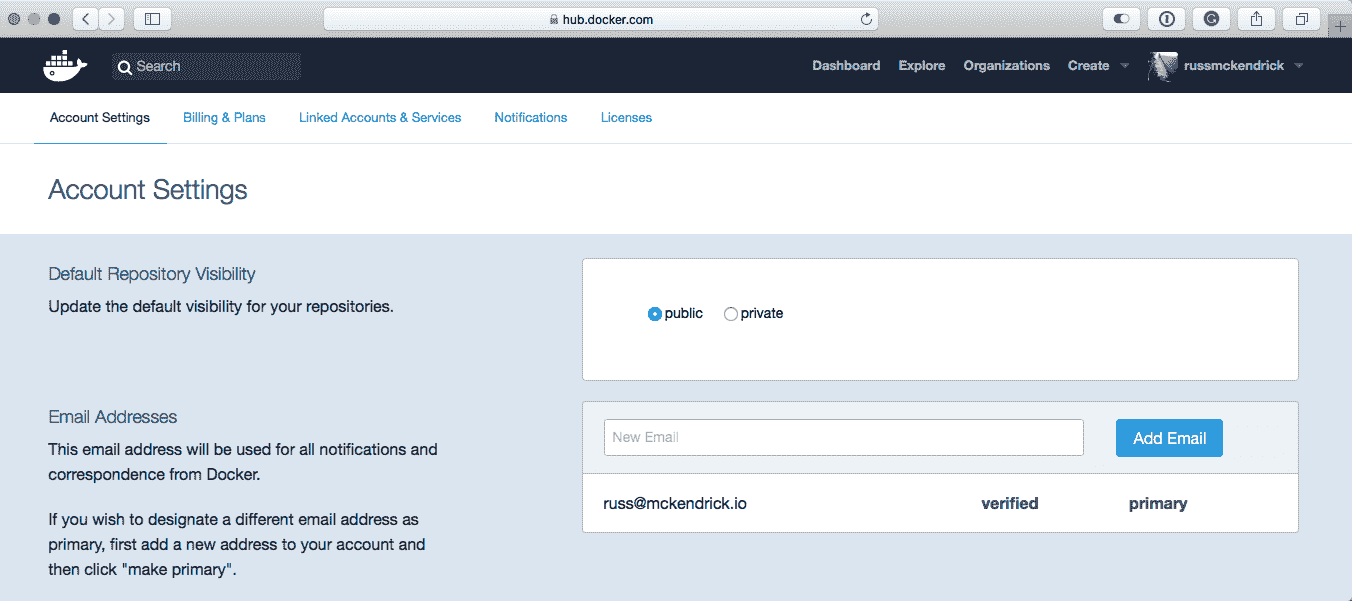 hub.docker.com
Search
Dashboard Explore Organizations Create russmckendrick
Account Settings Billing & Plans Linked Accounts & Services Notifications Licenses
Account Settings
Default Repository Visibility
Update the default visibility for your repositories.
public private
Email Addresses
This email address will be used for all notifications and
correspondence from Docker.
If you wish to designate a different email address as
primary, first add a new address to your account and
then click "make primary".
New Email Add Email
russ@mckendrick.io verified primary